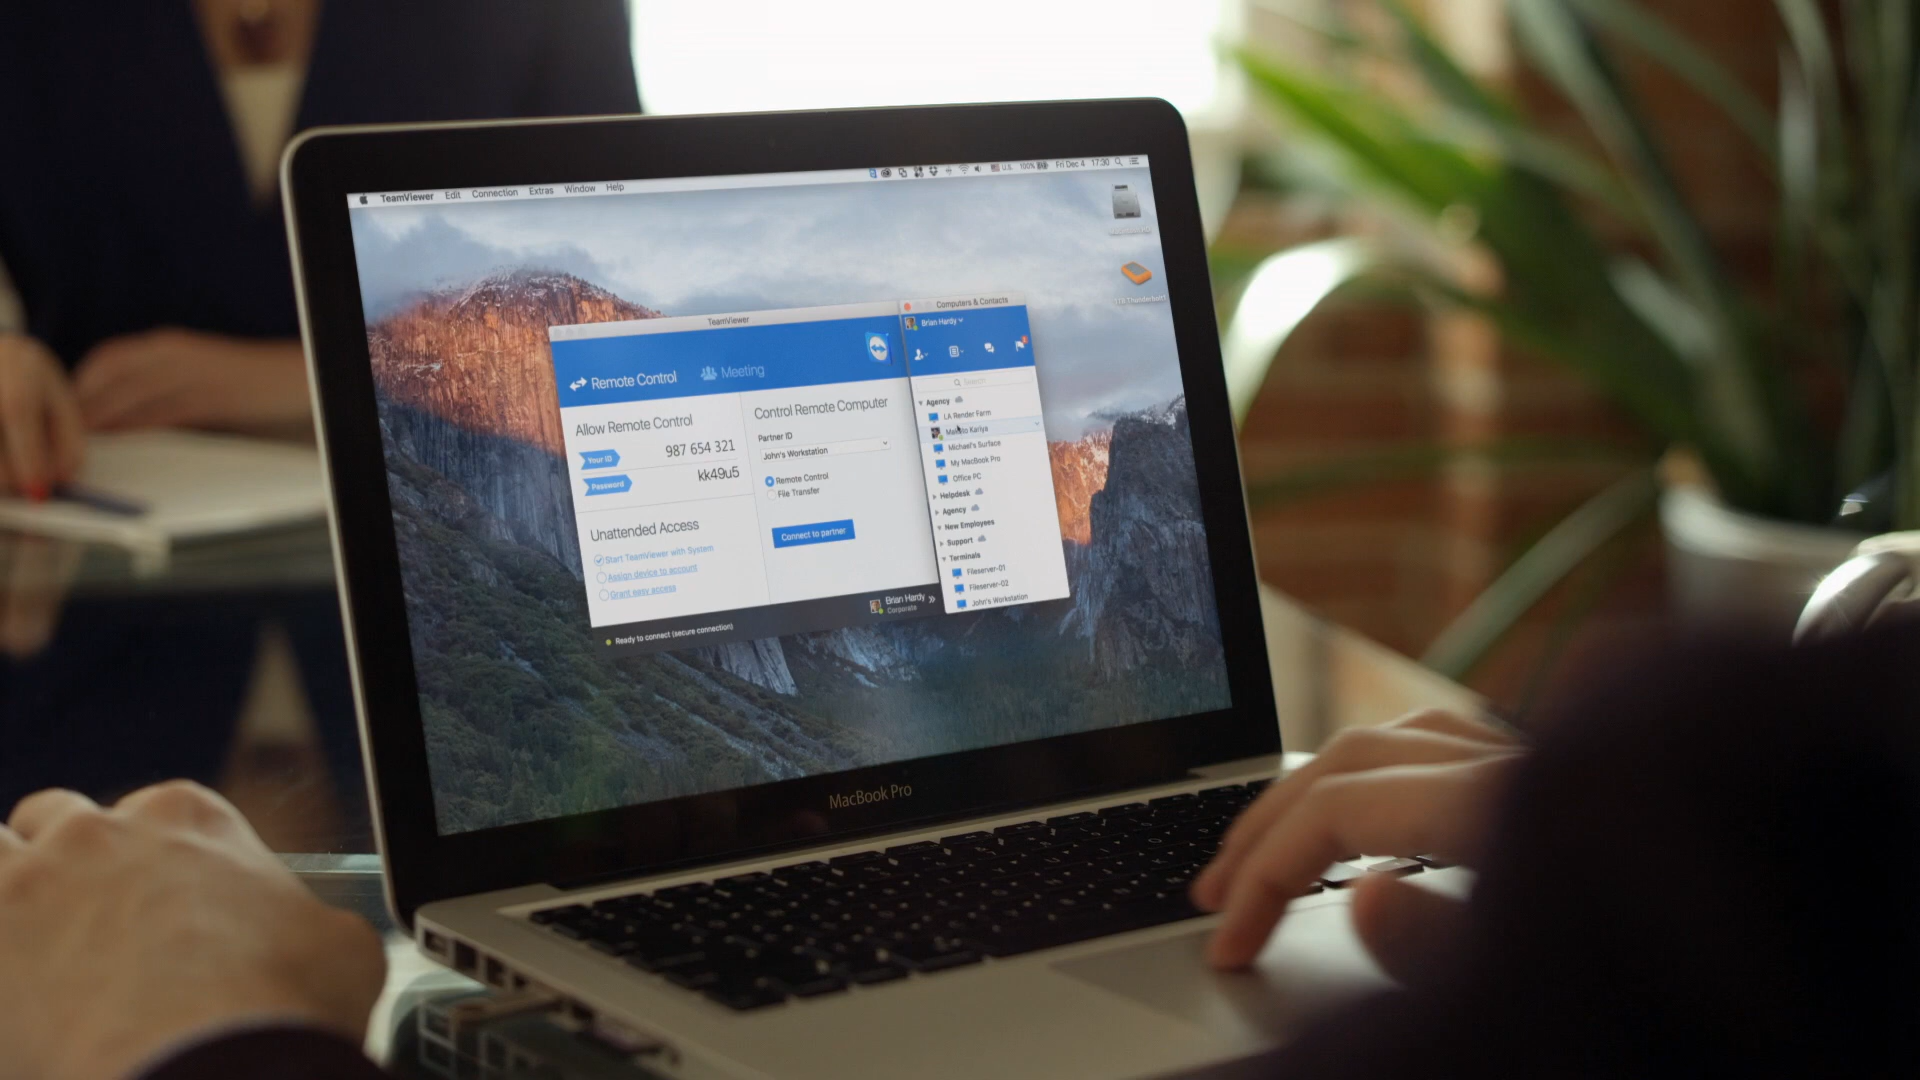 TeamViewer Edit Connection Extras Window Help
U.S. 100% Fri Dec 4 17:30
TeamViewer
Remote Control Meeting
Allow Remote Control
Your ID 987 654 321
Password kk49u5
Unattended Access
Start TeamViewer with System
Assign device to account
Grant easy access
Control Remote Computer
Partner ID
John's Workstation
Remote Control
File Transfer
Connect to partner
Ready to connect (secure connection)
Brian Hardy
Corporate
Computers & Contacts
Brian Hardy
Search
Agency
LA Render Farm
Kariya
Michael's Surface
My MacBook Pro
Office PC
Helpdesk
Agency
New Employees
Support
Terminals
Fileserver-01
Fileserver-02
John's Workstation
MacBook Pro